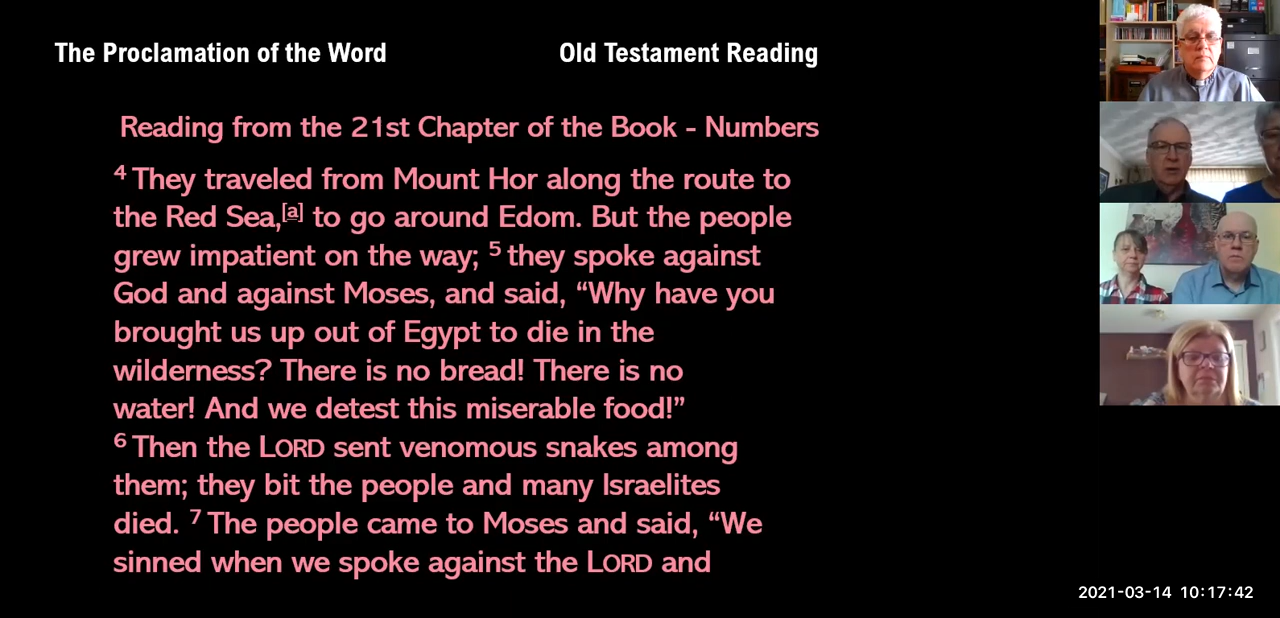 The Proclamation of the Word
Old Testament Reading
Reading from the 21st Chapter of the Book - Numbers
4 They traveled from Mount Hor along the route to
the Red Sea,[a] to go around Edom. But the people
grew impatient on the way; 5 they spoke against
God and against Moses, and said, “Why have you
brought us up out of Egypt to die in the
wilderness? There is no bread! There is no
water! And we detest this miserable food!”
6 Then the LORD sent venomous snakes among
them; they bit the people and many Israelites
died. 7 The people came to Moses and said, “We
sinned when we spoke against the LORD and
2021-03-14 10:17:42